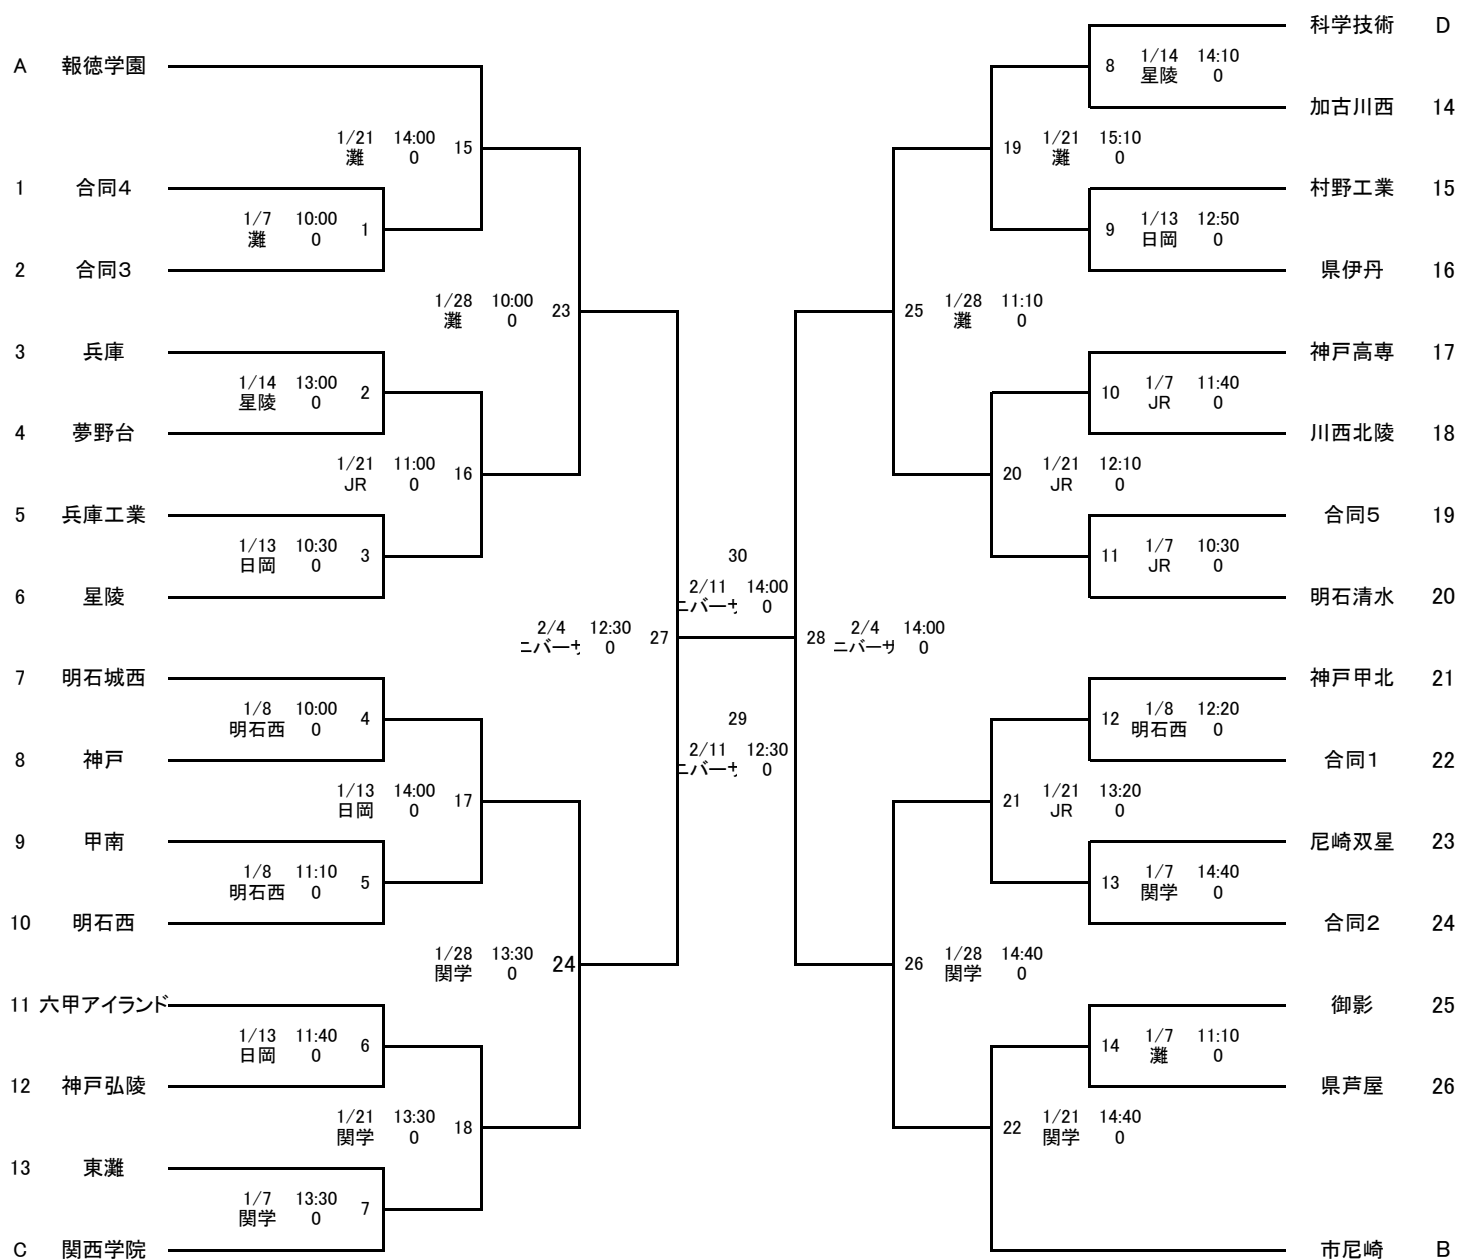 A 報徳学園
1/21 14:00 15
灘 0
1 合同4
1/7 10:00 1
灘 0
2 合同3
1/28 10:00 23
灘 0
3 兵庫
1/14 13:00 2
星陵 0
4 夢野台
1/21 11:00 16
JR 0
5 兵庫工業
1/13 10:30 3
日岡 0
6 星陵
2/4 12:30 27
ニバーサ 0
7 明石城西
1/8 10:00 4
明石西 0
8 神戸
1/13 14:00 17
日岡 0
9 甲南
1/8 11:10 5
明石西 0
10 明石西
1/28 13:30 24
関学 0
11 六甲アイランド
1/13 11:40 6
日岡 0
12 神戸弘陵
1/21 13:30 18
関学 0
13 東灘
1/7 13:30 7
関学 0
C 関西学院
30
2/11 14:00
ニバーサ 0
29
2/11 12:30
ニバーサ 0
科学技術 D
8 1/14 14:10
星陵 0
加古川西 14
19 1/21 15:10
灘 0
村野工業 15
9 1/13 12:50
日岡 0
県伊丹 16
25 1/28 11:10
灘 0
神戸高専 17
10 1/7 11:40
JR 0
川西北陵 18
20 1/21 12:10
JR 0
合同5 19
11 1/7 10:30
JR 0
明石清水 20
28 2/4 14:00
ニバーサ 0
神戸甲北 21
12 1/8 12:20
明石西 0
合同1 22
21 1/21 13:20
JR 0
尼崎双星 23
13 1/7 14:40
関学 0
合同2 24
26 1/28 14:40
関学 0
御影 25
14 1/7 11:10
灘 0
県芦屋 26
22 1/21 14:40
関学 0
市尼崎 B